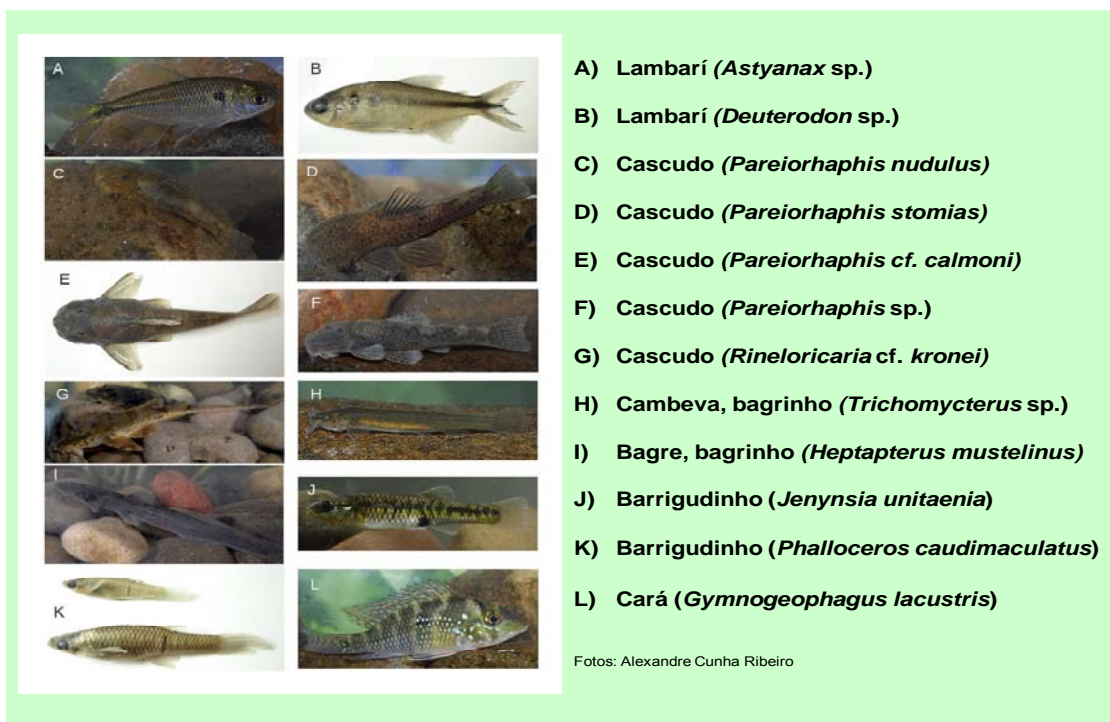 A
B
C
D
E
F
G
H
I
J
K
L
A) Lambarí (Astyanax sp.)
B) Lambarí (Deuterodon sp.)
C) Cascudo (Pareiorhaphis nudulus)
D) Cascudo (Pareiorhaphis stomias)
E) Cascudo (Pareiorhaphis cf. calmoni)
F) Cascudo (Pareiorhaphis sp.)
G) Cascudo (Rineloricaria cf. kronei)
H) Cambeva, bagrinho (Trichomycterus sp.)
I) Bagre, bagrinho (Heptapterus mustelinus)
J) Barrigudinho (Jenynsia unitaenia)
K) Barrigudinho (Phalloceros caudimaculatus)
L) Cará (Gymnogeophagus lacustris)
Fotos: Alexandre Cunha Ribeiro